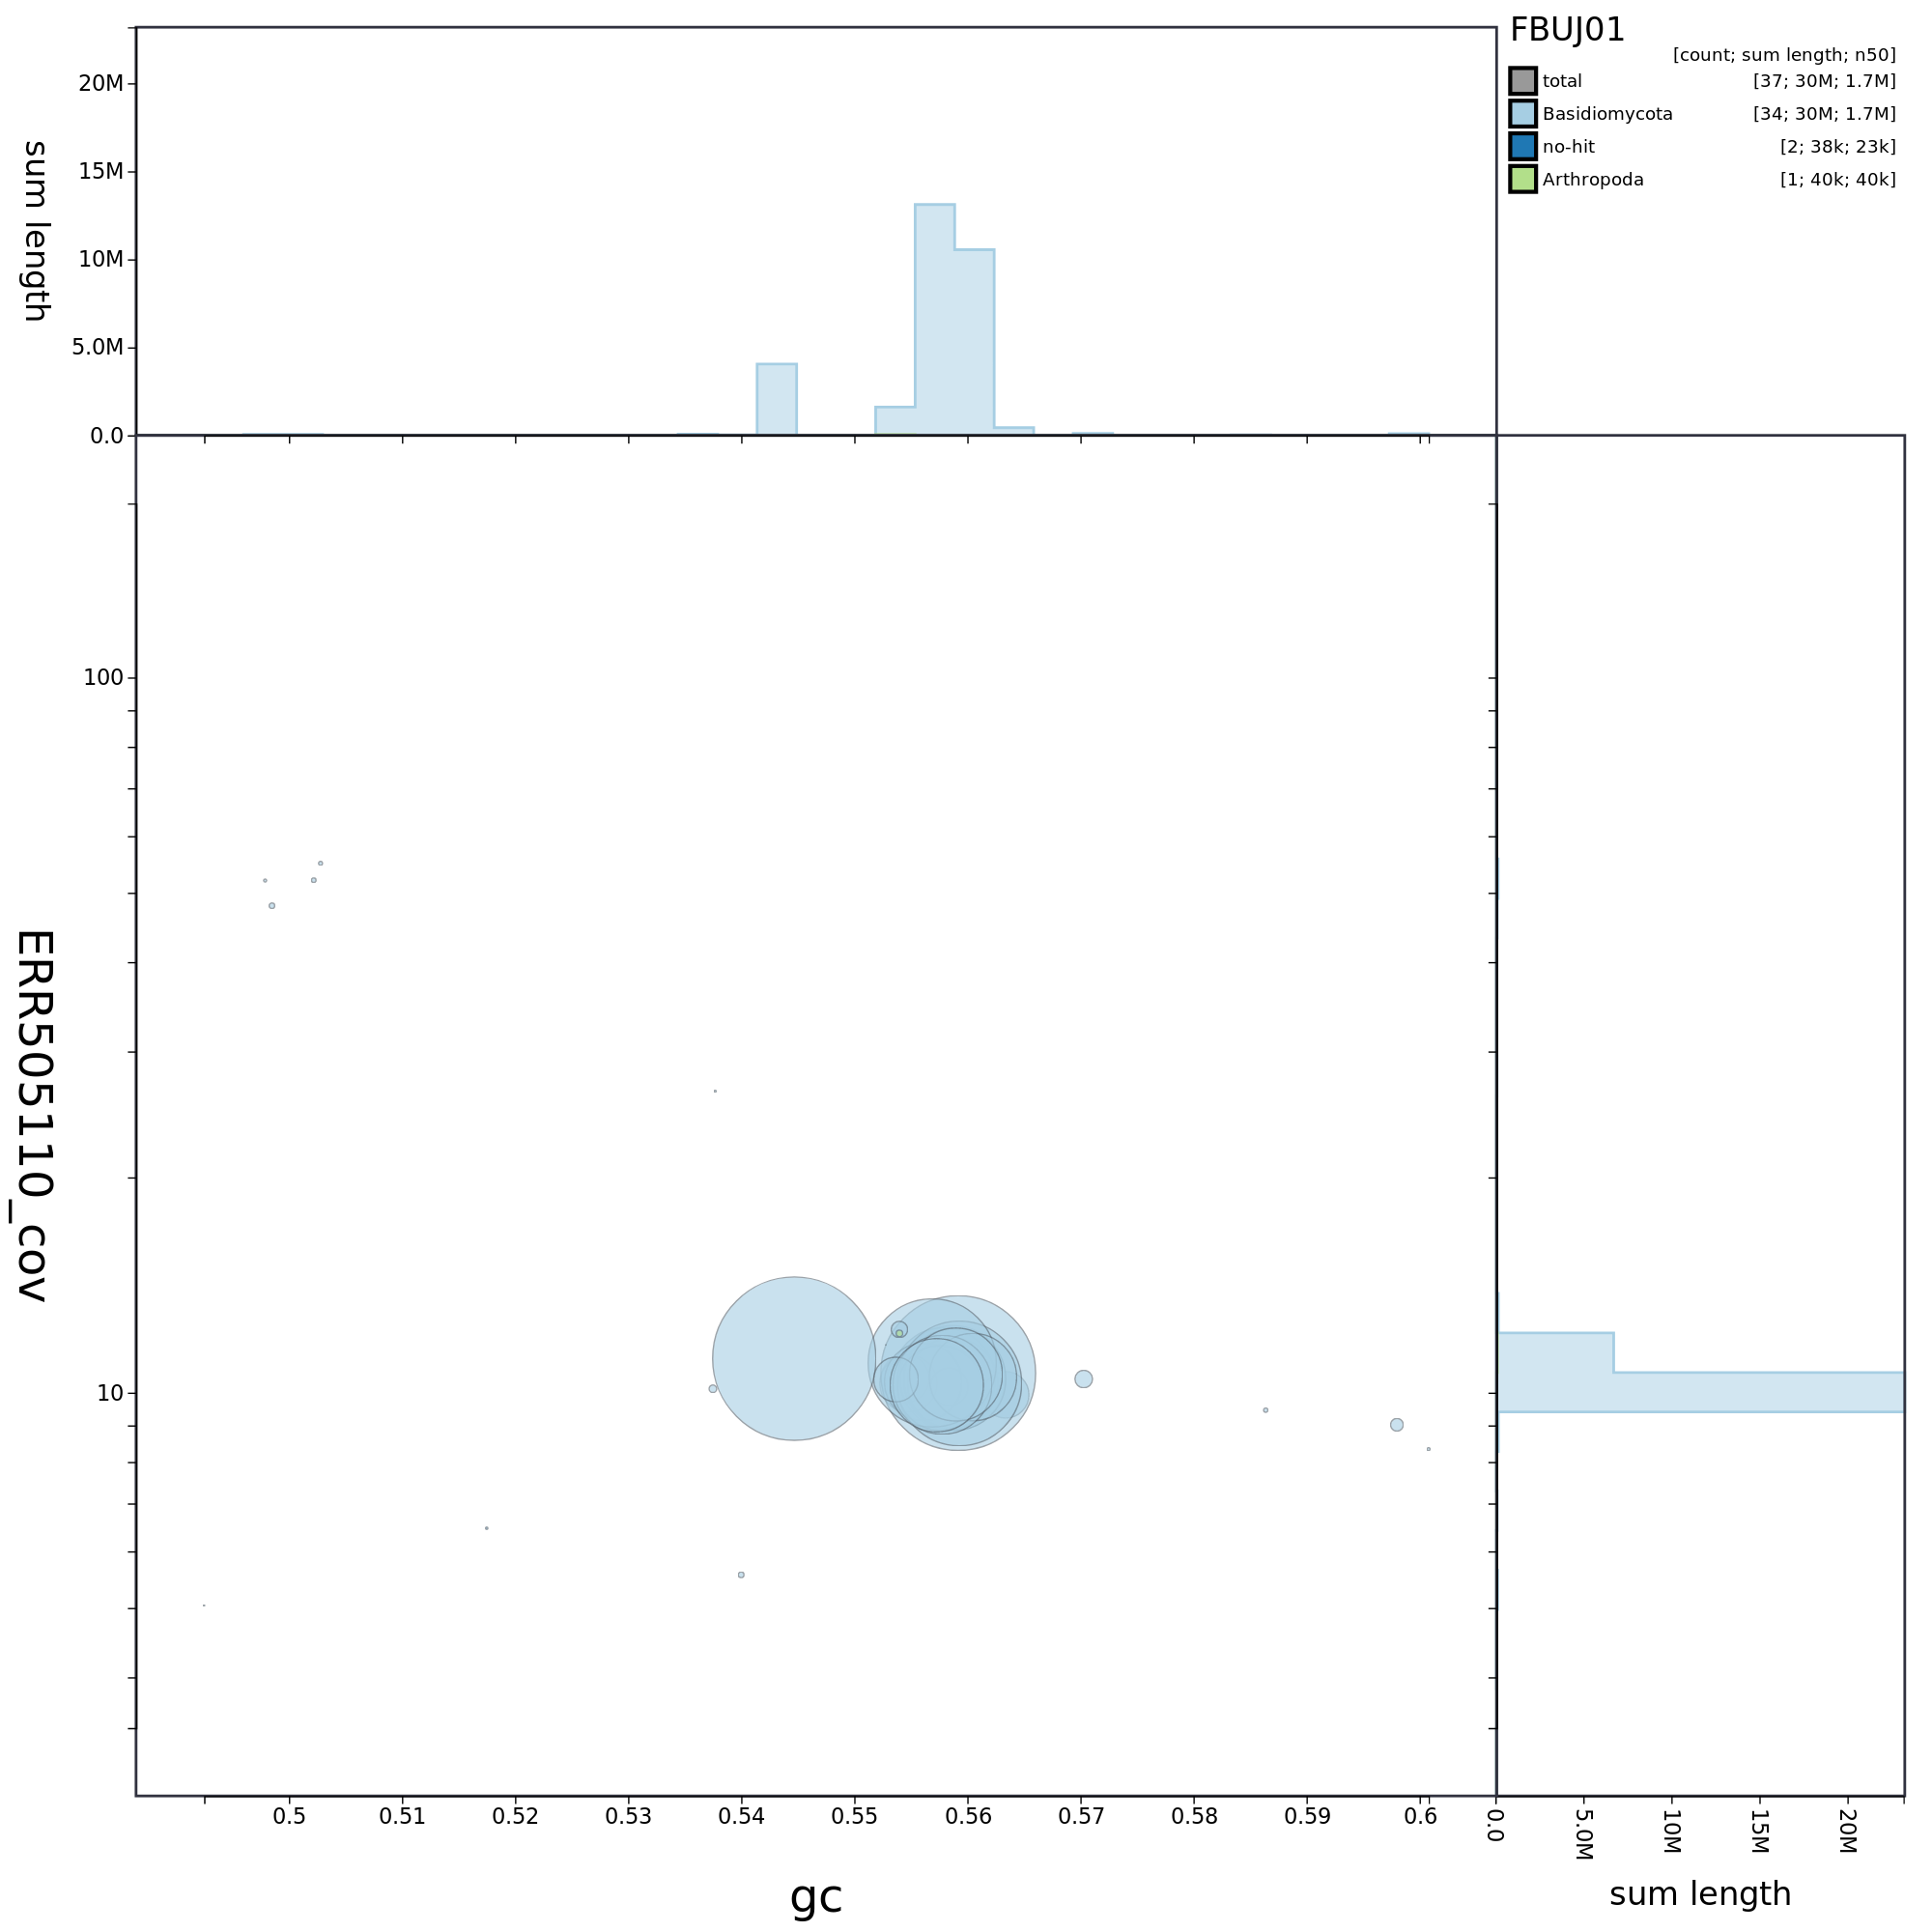 FBUJ01
[count; sum length; n50]
total [37; 30M; 1.7M]
Basidiomycota [34; 30M; 1.7M]
no-hit [2; 38k; 23k]
Arthropoda [1; 40k; 40k]
sum length
20M
15M
10M
5.0M
0.0
ERR505110_cov
100
10
0.5 0.51 0.52 0.53 0.54 0.55 0.56 0.57 0.58 0.59 0.6
gc
0.0 5.0M 10M 15M 20M
sum length